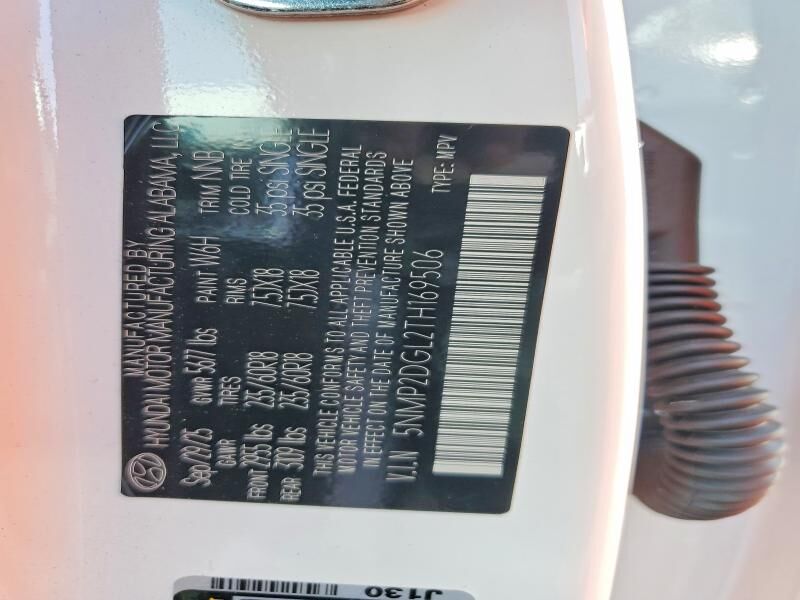 MANUFACTURED BY
HYUNDAI MOTOR MANUFACTURING ALABAMA, LLC
Sep/29/25 GVWR 5677 lbs PAINT W6H TRIM NNB
GAWR TIRES RIMS COLD TIRE
FRONT 2955 lbs 235/60R18 7.5JX18 35 psi SINGLE
REAR 3109 lbs 235/60R18 7.5JX18 35 psi SINGLE
THIS VEHICLE CONFORMS TO ALL APPLICABLE U.S.A. FEDERAL
MOTOR VEHICLE SAFETY AND THEFT PREVENTION STANDARDS
IN EFFECT ON THE DATE OF MANUFACTURE SHOWN ABOVE
V.I.N 5NMP2DGL2TH169506 TYPE: MPV
J130